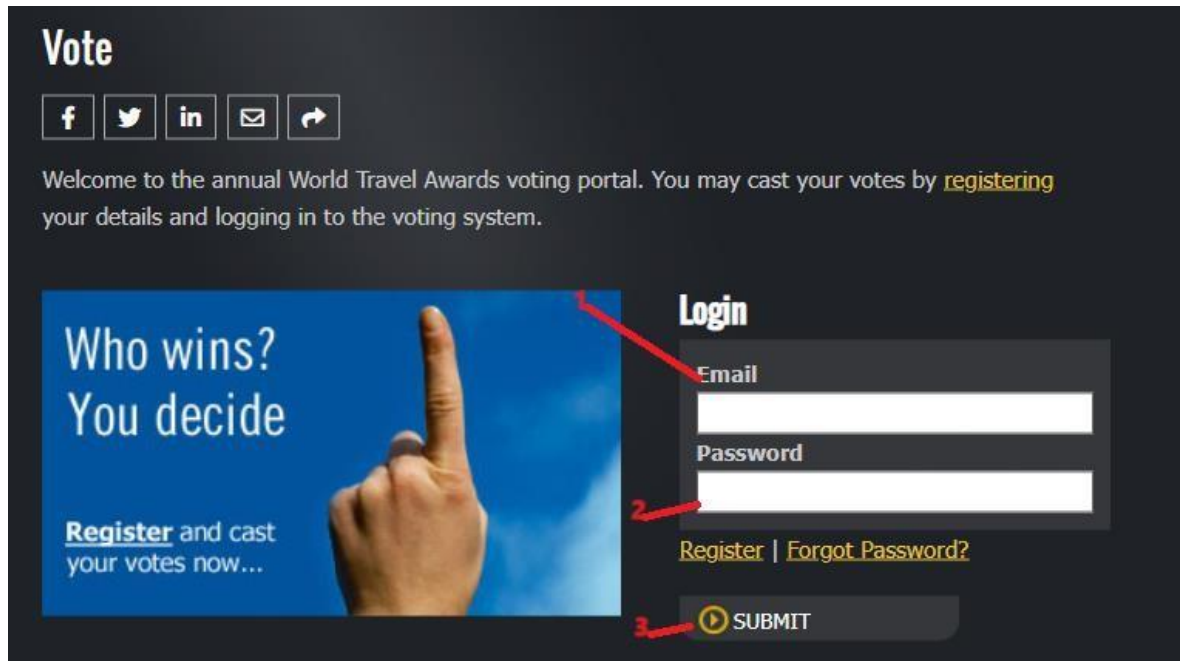 Vote
Welcome to the annual World Travel Awards voting portal. You may cast your votes by registering
your details and logging in to the voting system.
Who wins?
You decide
Register and cast
your votes now...
Login
1
Email
Password
2
Register | Forgot Password?
3
SUBMIT